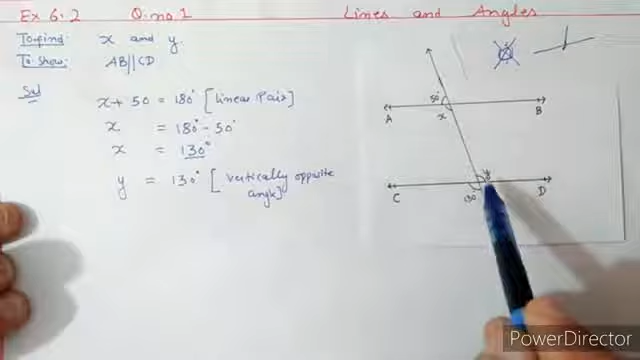 Ex 6.2 Q.no.1 Lines and Angles
To find: x and y.
To show: AB||CD
Sol
x + 50 = 180° [Linear Pair]
x = 180° - 50°
x = 130°
y = 130° [vertically opposite
angle]
50°
A B
x
y
C D
130°
PowerDirector